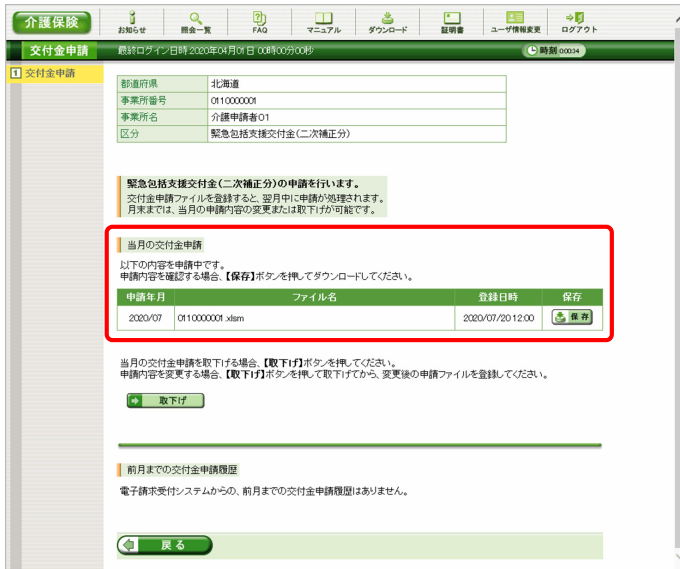 介護保険
お知らせ 照会一覧 FAQ マニュアル ダウンロード 証明書 ユーザ情報変更 ログアウト
交付金申請 最終ログイン日時:2020年04月01日 00時00分00秒 時刻 00:00:34
1 交付金申請
都道府県 北海道
事業所番号 0110000001
事業所名 介護申請者01
区分 緊急包括支援交付金(二次補正分)
緊急包括支援交付金(二次補正分)の申請を行います。
交付金申請ファイルを登録すると、翌月中に申請が処理されます。
月末までは、当月の申請内容の変更または取下げが可能です。
当月の交付金申請
以下の内容を申請中です。
申請内容を確認する場合、【保存】ボタンを押してダウンロードしてください。
申請年月 ファイル名 登録日時 保存
2020/07 0110000001.xlsm 2020/07/20 12:00 保存
当月の交付金申請を取下げる場合、【取下げ】ボタンを押してください。
申請内容を変更する場合、【取下げ】ボタンを押して取下げてから、変更後の申請ファイルを登録してください。
取下げ
前月までの交付金申請履歴
電子請求受付システムからの、前月までの交付金申請履歴はありません。
戻る